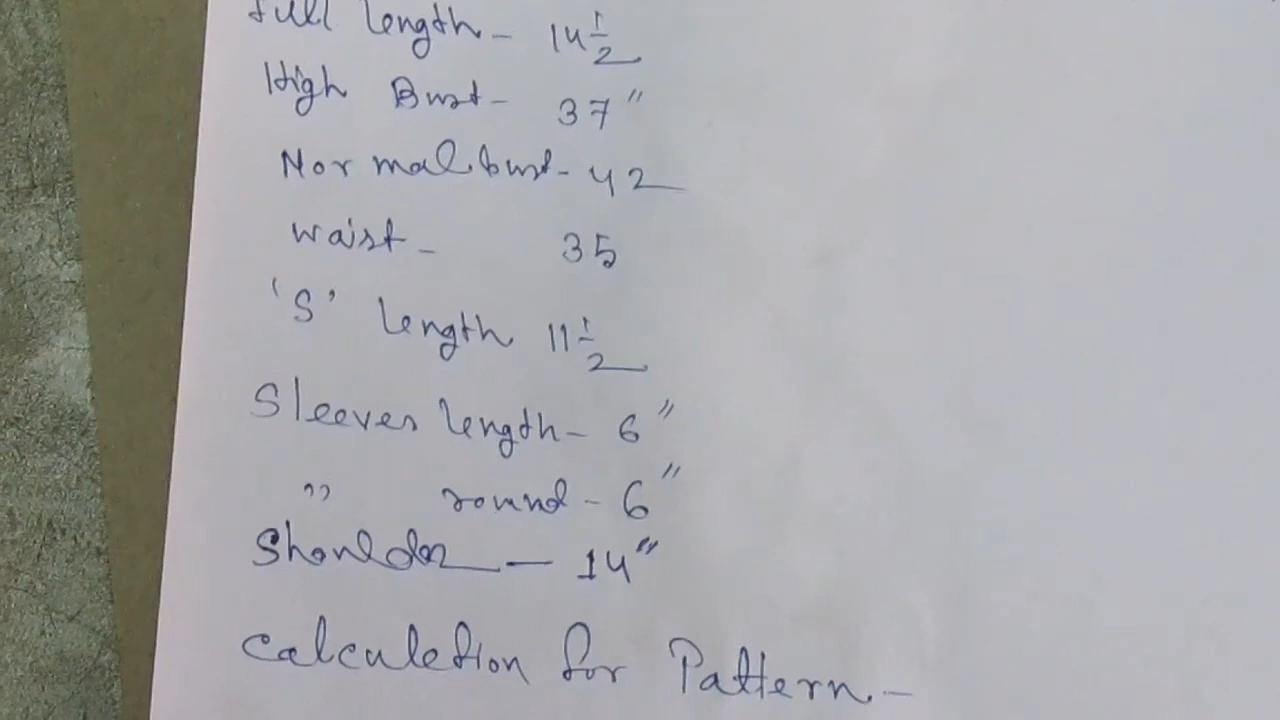 Full length - 14 1/2
High Bust - 37"
Normal bust - 42
Waist - 35
'S' length 11 1/2
Sleeves length - 6"
" round - 6"
Shoulder — 14"
Calculetion for Pattern -